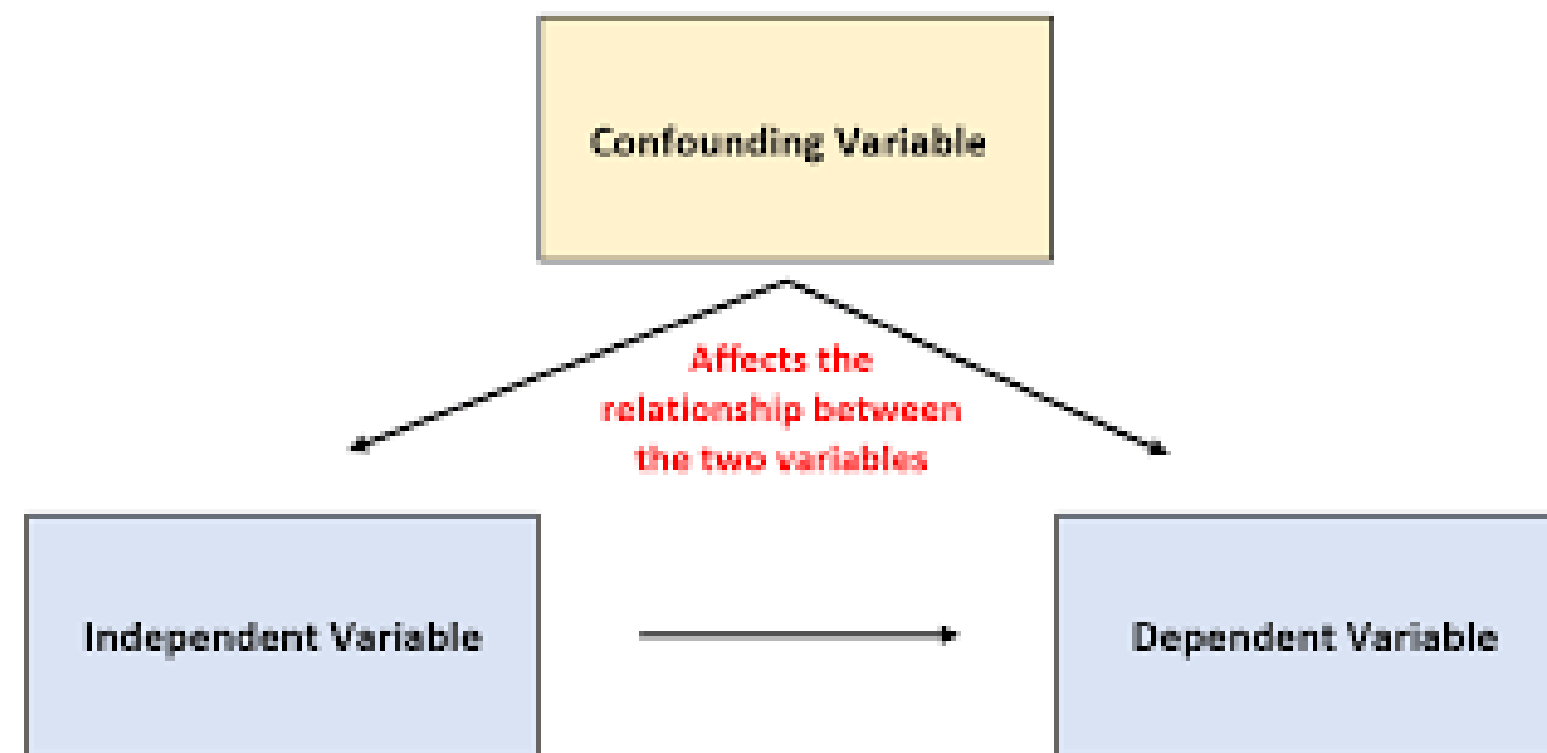 Confounding Variable
Affects the
relationship between
the two variables
Independent Variable
Dependent Variable